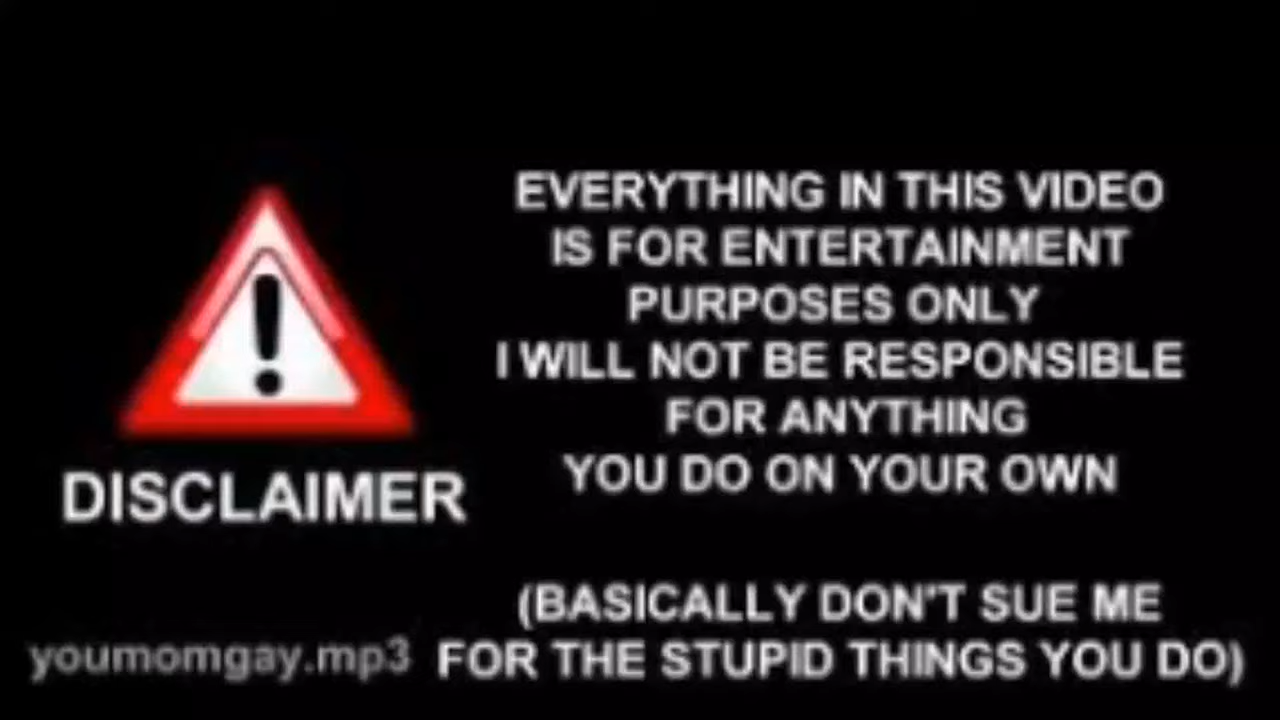 EVERYTHING IN THIS VIDEO
IS FOR ENTERTAINMENT
PURPOSES ONLY
I WILL NOT BE RESPONSIBLE
FOR ANYTHING
YOU DO ON YOUR OWN
DISCLAIMER
(BASICALLY DON'T SUE ME
FOR THE STUPID THINGS YOU DO)
youmomgay.mp3